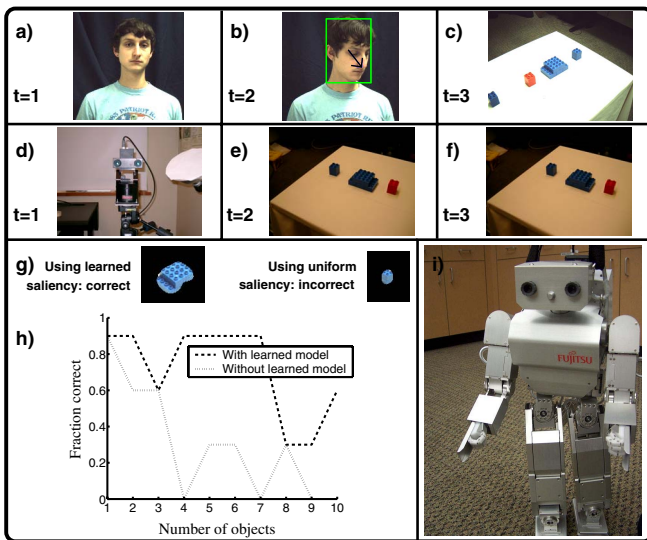 a)
t=1
b)
t=2
c)
t=3
d)
t=1
e)
t=2
f)
t=3
g)
Using learned
saliency: correct
Using uniform
saliency: incorrect
h)
1
0.8
0.6
0.4
0.2
0
Fraction correct
With learned model
Without learned model
1 2 3 4 5 6 7 8 9 10
Number of objects
i)
FUJITSU